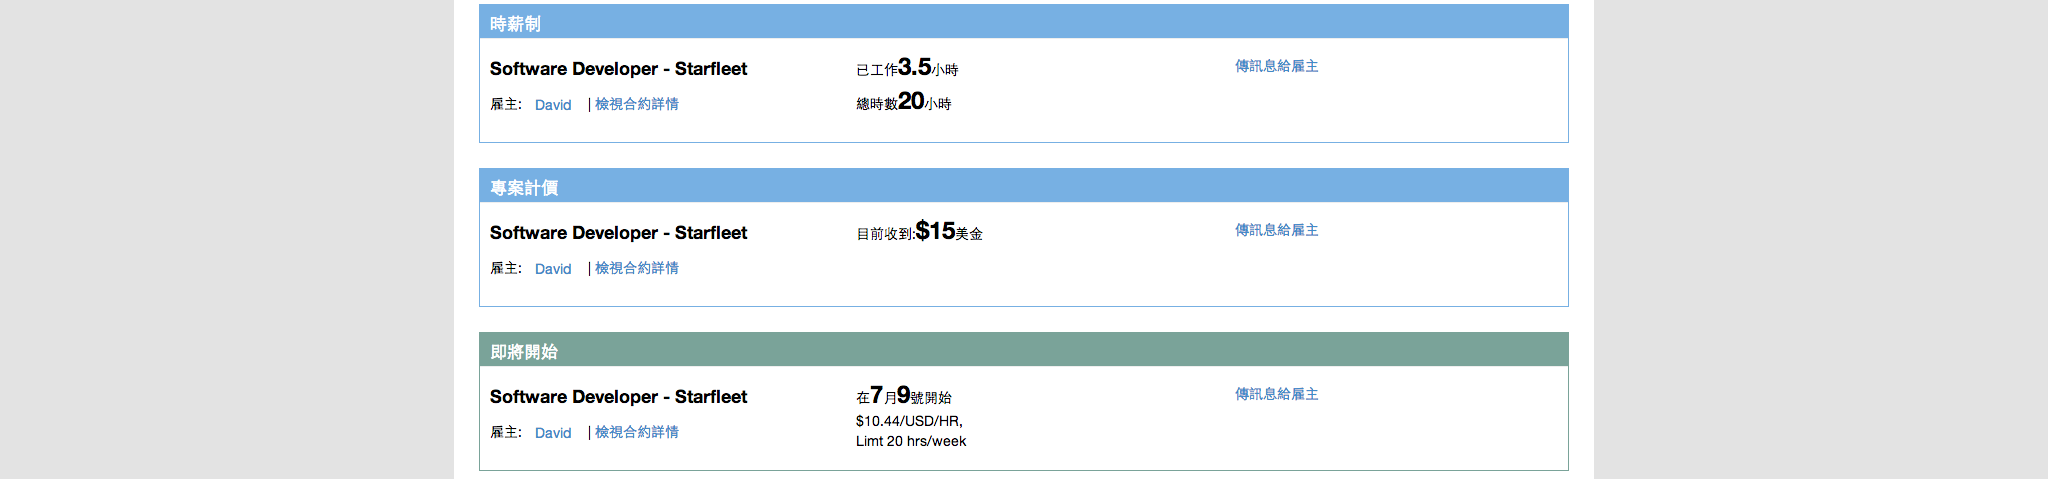 時薪制
Software Developer - Starfleet
已工作3.5小時
傳訊息給雇主
雇主: David | 檢視合約詳情
總時數20小時
專案計價
Software Developer - Starfleet
目前收到:$15美金
傳訊息給雇主
雇主: David | 檢視合約詳情
即將開始
Software Developer - Starfleet
在7月9號開始
傳訊息給雇主
$10.44/USD/HR,
雇主: David | 檢視合約詳情
Limt 20 hrs/week